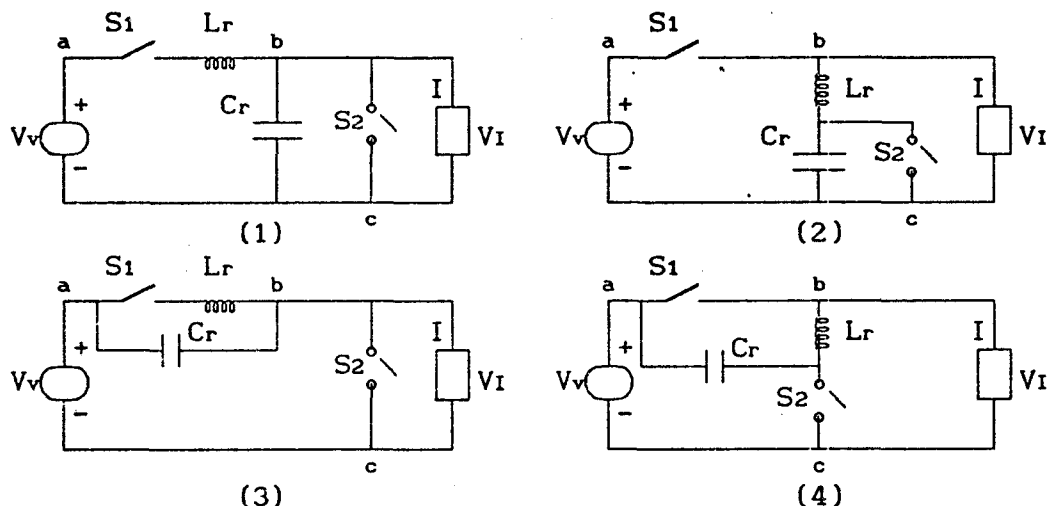 S1 Lr
a b
+ Cr S2 I
Vv VI
−
c
(1)
S1
a b
+ Lr I
Vv Cr S2 VI
−
c
(2)
S1 Lr
a b
+ Cr I
Vv S2 VI
−
c
(3)
S1
a b
+ Cr Lr I
Vv S2 VI
−
c
(4)